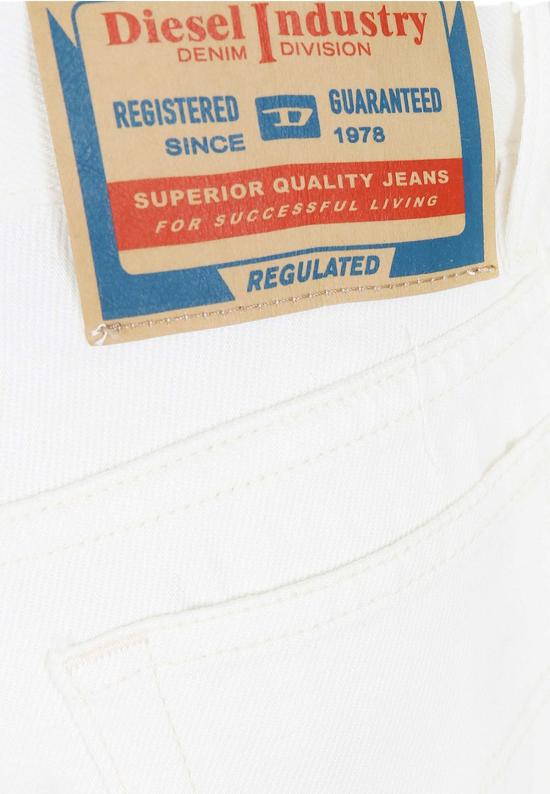 Diesel Industry
DENIM DIVISION
REGISTERED D GUARANTEED
SINCE 1978
SUPERIOR QUALITY JEANS
FOR SUCCESSFUL LIVING
REGULATED